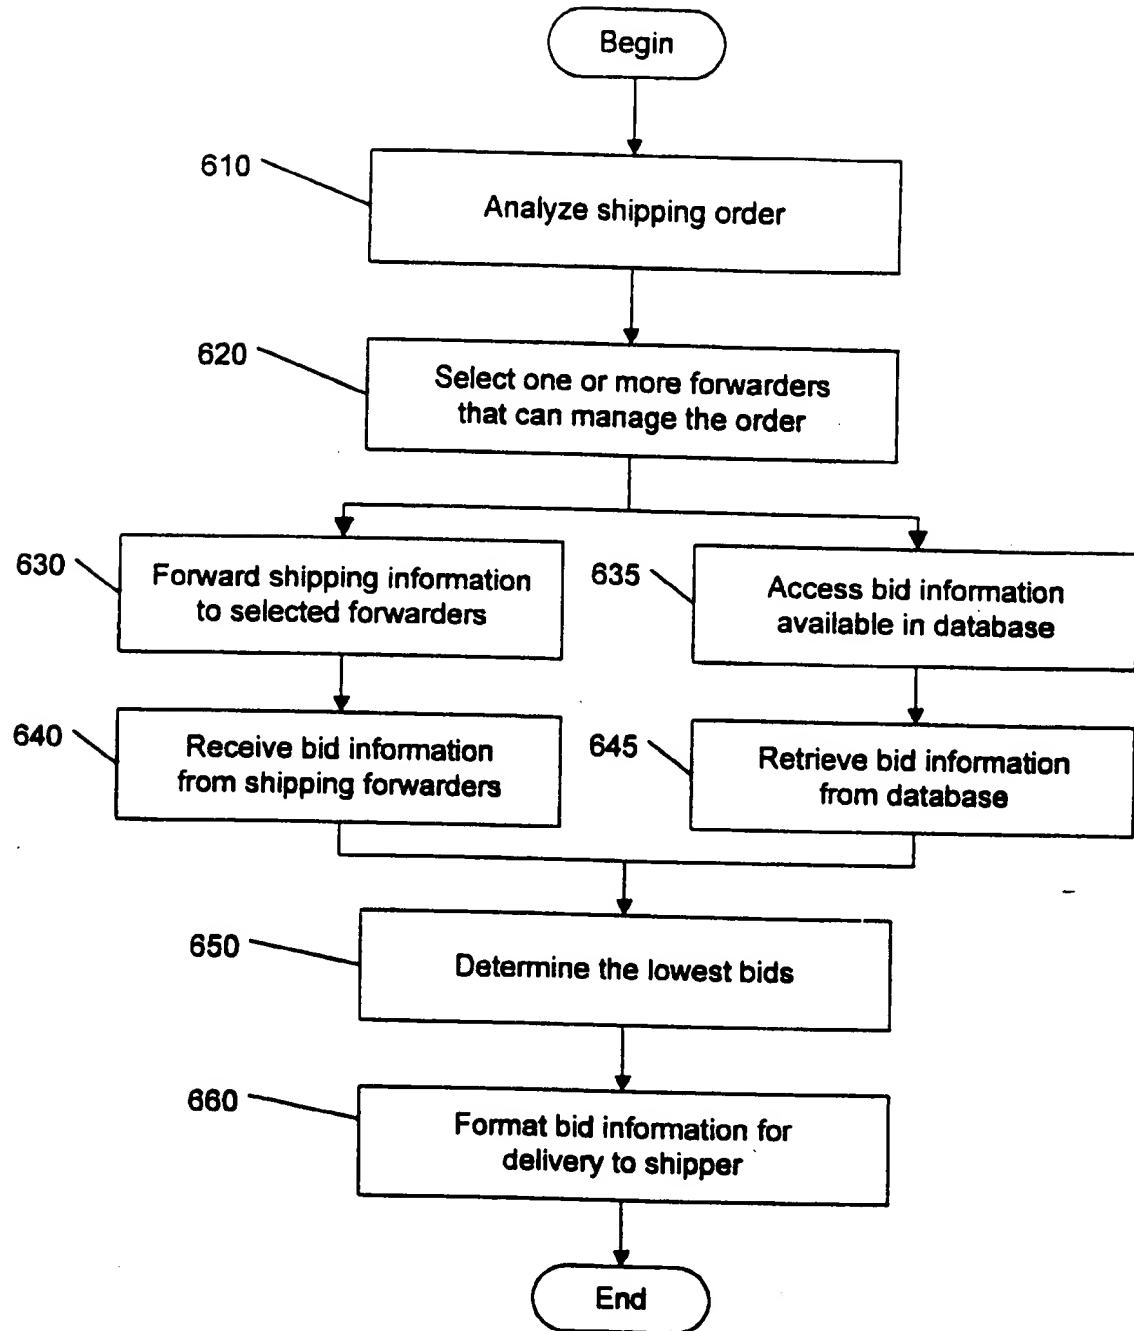 Begin
610
Analyze shipping order
620
Select one or more forwarders
that can manage the order
630
Forward shipping information
to selected forwarders
635
Access bid information
available in database
640
Receive bid information
from shipping forwarders
645
Retrieve bid information
from database
650
Determine the lowest bids
660
Format bid information for
delivery to shipper
End